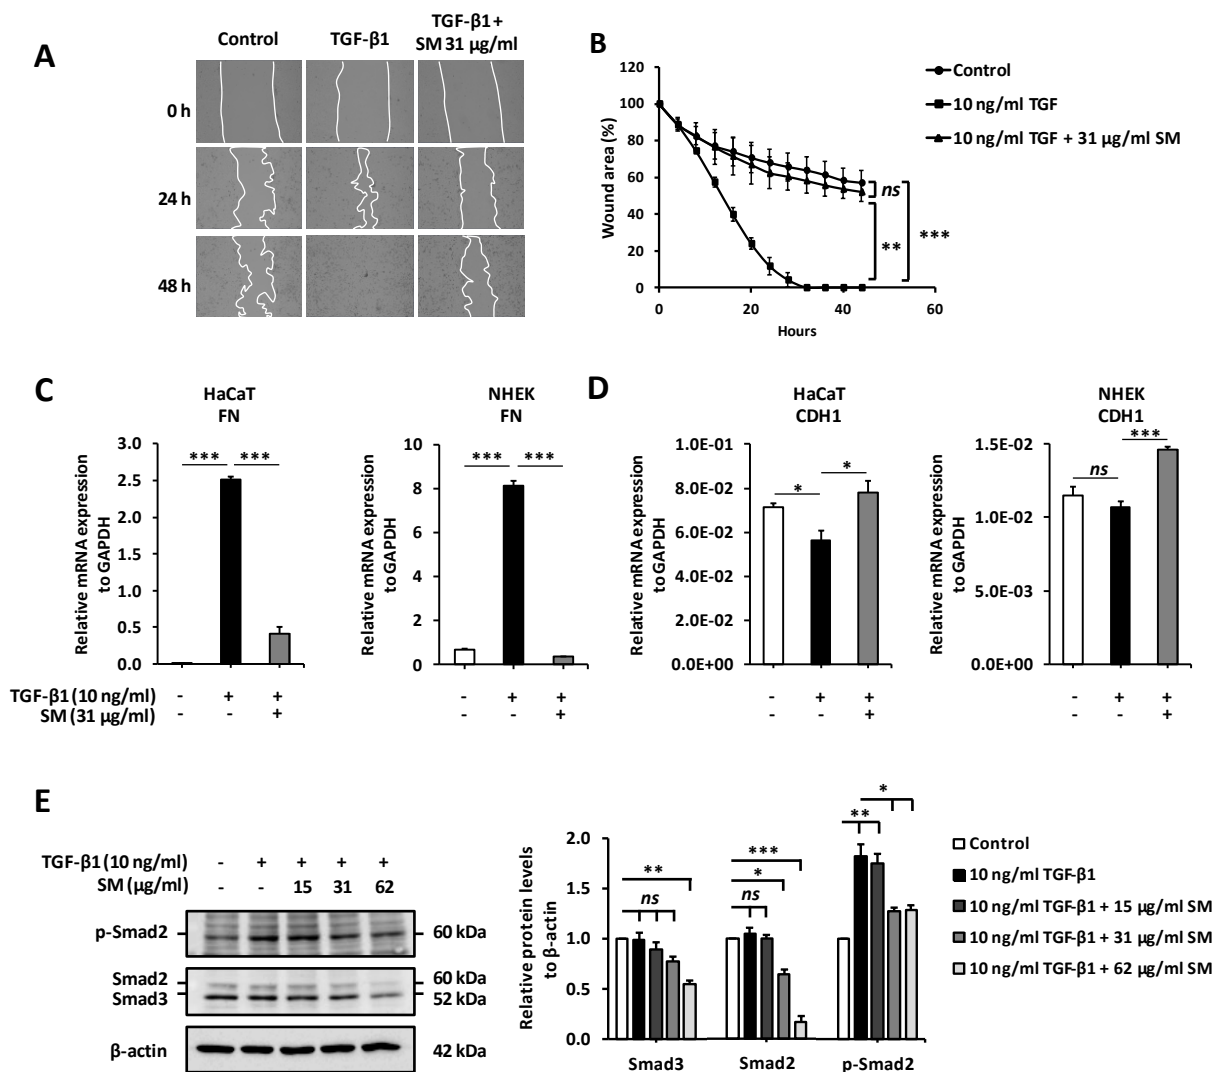 A
Control
TGF-β1
TGF-β1 +
SM 31 µg/ml
0 h
24 h
48 h
B
120
100
80
60
40
20
0
Wound area (%)
0
20
40
60
Hours
ns
**
***
Control
10 ng/ml TGF
10 ng/ml TGF + 31 µg/ml SM
C
HaCaT
FN
Relative mRNA expression
to GAPDH
3.0
2.5
2.0
1.5
1.0
0.5
0.0
***
***
NHEK
FN
Relative mRNA expression
to GAPDH
10
8
6
4
2
0
***
***
TGF-β1 (10 ng/ml)
- + +
- + +
SM (31 µg/ml)
- - +
- - +
D
HaCaT
CDH1
Relative mRNA expression
to GAPDH
1.0E-01
8.0E-02
6.0E-02
4.0E-02
2.0E-02
0.0E+00
*
*
- + +
- - +
NHEK
CDH1
Relative mRNA expression
to GAPDH
1.5E-02
1.0E-02
5.0E-03
0.0E+00
ns
***
- + +
- - +
E
TGF-β1 (10 ng/ml) - + + + +
SM (µg/ml) - - 15 31 62
p-Smad2
60 kDa
Smad2
60 kDa
Smad3
52 kDa
β-actin
42 kDa
Relative protein levels
to β-actin
2.0
1.5
1.0
0.5
0.0
**
ns
***
*
ns
*
**
Smad3
Smad2
p-Smad2
Control
10 ng/ml TGF-β1
10 ng/ml TGF-β1 + 15 µg/ml SM
10 ng/ml TGF-β1 + 31 µg/ml SM
10 ng/ml TGF-β1 + 62 µg/ml SM